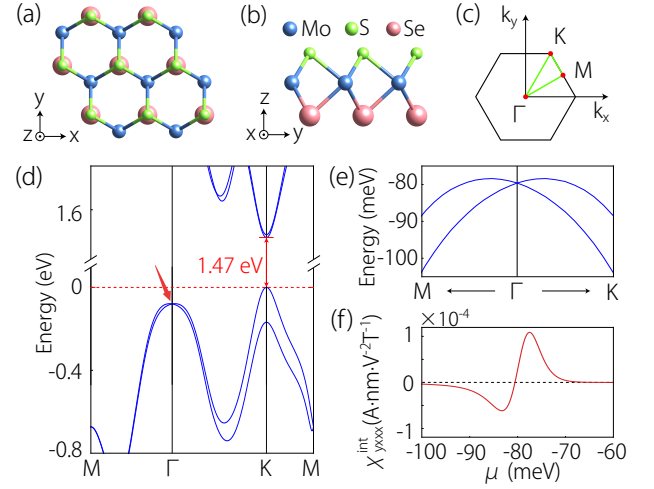 (a)
y
z
x
(b)
Mo
S
Se
z
x
y
(c)
k_y
K
M
Γ
k_x
(d)
Energy (eV)
1.6
0
-0.4
-0.8
1.47 eV
M
Γ
K
M
(e)
Energy (meV)
-80
-90
-100
M
Γ
K
(f)
×10^-4
χ^int_yxxx(A·nm·V^-2T^-1)
1
0
-1
-100
-90
-80
-70
-60
μ (meV)